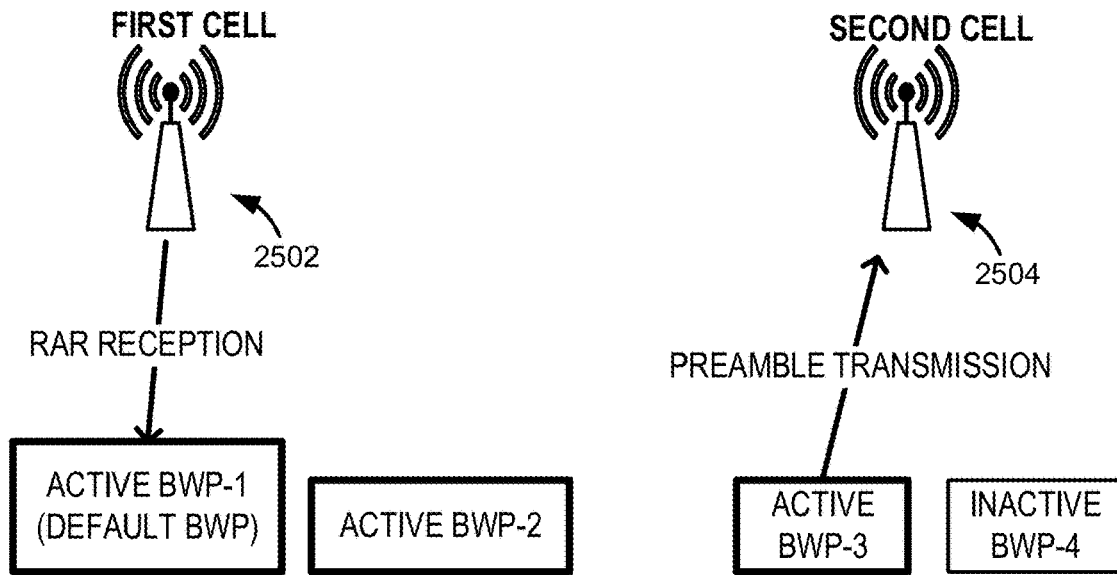 FIRST CELL
SECOND CELL
2502
2504
RAR RECEPTION
PREAMBLE TRANSMISSION
ACTIVE BWP-1
(DEFAULT BWP)
ACTIVE BWP-2
ACTIVE
BWP-3
INACTIVE
BWP-4